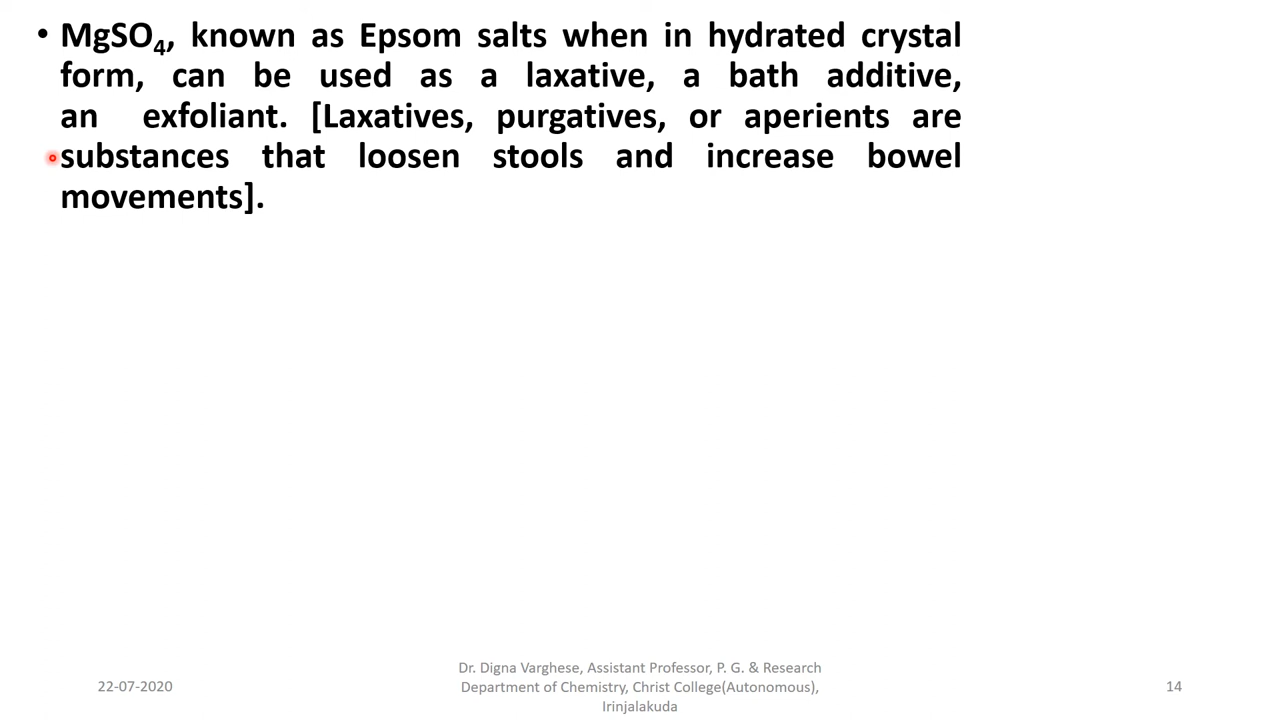 • MgSO₄, known as Epsom salts when in hydrated crystal
form, can be used as a laxative, a bath additive,
an exfoliant. [Laxatives, purgatives, or aperients are
substances that loosen stools and increase bowel
movements].
22-07-2020
Dr. Digna Varghese, Assistant Professor, P. G. & Research
Department of Chemistry, Christ College(Autonomous),
Irinjalakuda
14